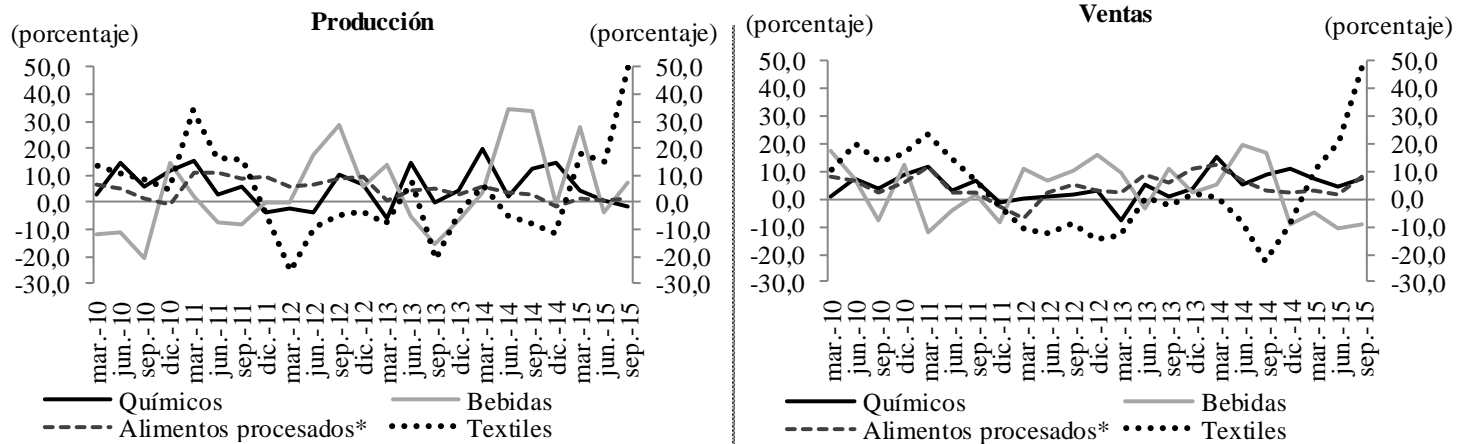 Producción
(porcentaje) (porcentaje)
50,0 50,0
40,0 40,0
30,0 30,0
20,0 20,0
10,0 10,0
0,0 0,0
-10,0 -10,0
-20,0 -20,0
-30,0 -30,0
mar.-10
jun.-10
sep.-10
dic. 10
mar.-11
jun.-11
sep.-11
dic. 11
mar.-12
jun.-12
sep.-12
dic. 12
mar.-13
jun.-13
sep.-13
dic. 13
mar.-14
jun.-14
sep.-14
dic. 14
mar.-15
jun.-15
sep.-15
Químicos Bebidas
Alimentos procesados* Textiles
Ventas
(porcentaje) (porcentaje)
50,0 50,0
40,0 40,0
30,0 30,0
20,0 20,0
10,0 10,0
0,0 0,0
-10,0 -10,0
-20,0 -20,0
-30,0 -30,0
mar.-10
jun.-10
sep.-10
dic. 10
mar.-11
jun.-11
sep.-11
dic. 11
mar.-12
jun.-12
sep.-12
dic. 12
mar.-13
jun.-13
sep.-13
dic. 13
mar.-14
jun.-14
sep.-14
dic. 14
mar.-15
jun.-15
sep.-15
Químicos Bebidas
Alimentos procesados* Textiles